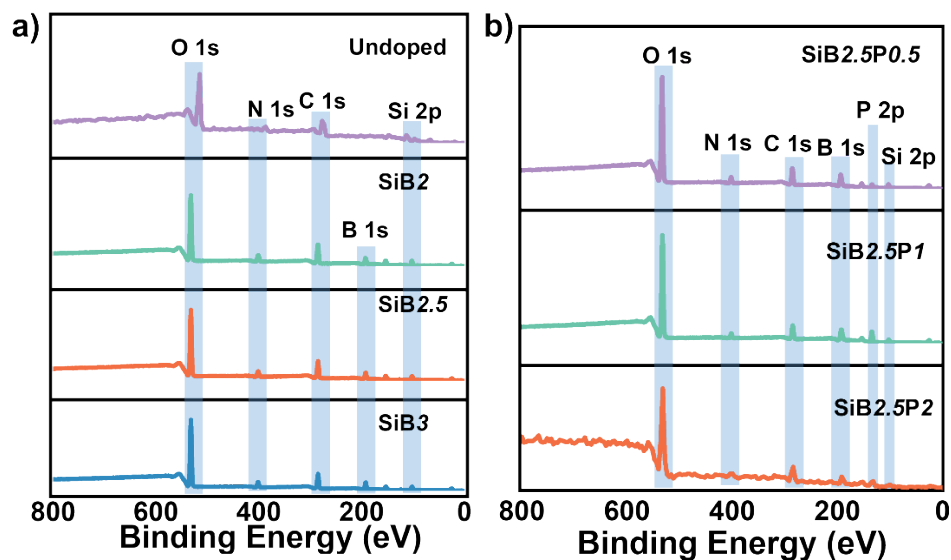 a)
Undoped
O 1s
N 1s
C 1s
Si 2p
SiB2
B 1s
SiB2.5
SiB3
800 600 400 200 0
Binding Energy (eV)
b)
SiB2.5P0.5
O 1s
P 2p
N 1s C 1s B 1s Si 2p
SiB2.5P1
SiB2.5P2
800 600 400 200 0
Binding Energy (eV)